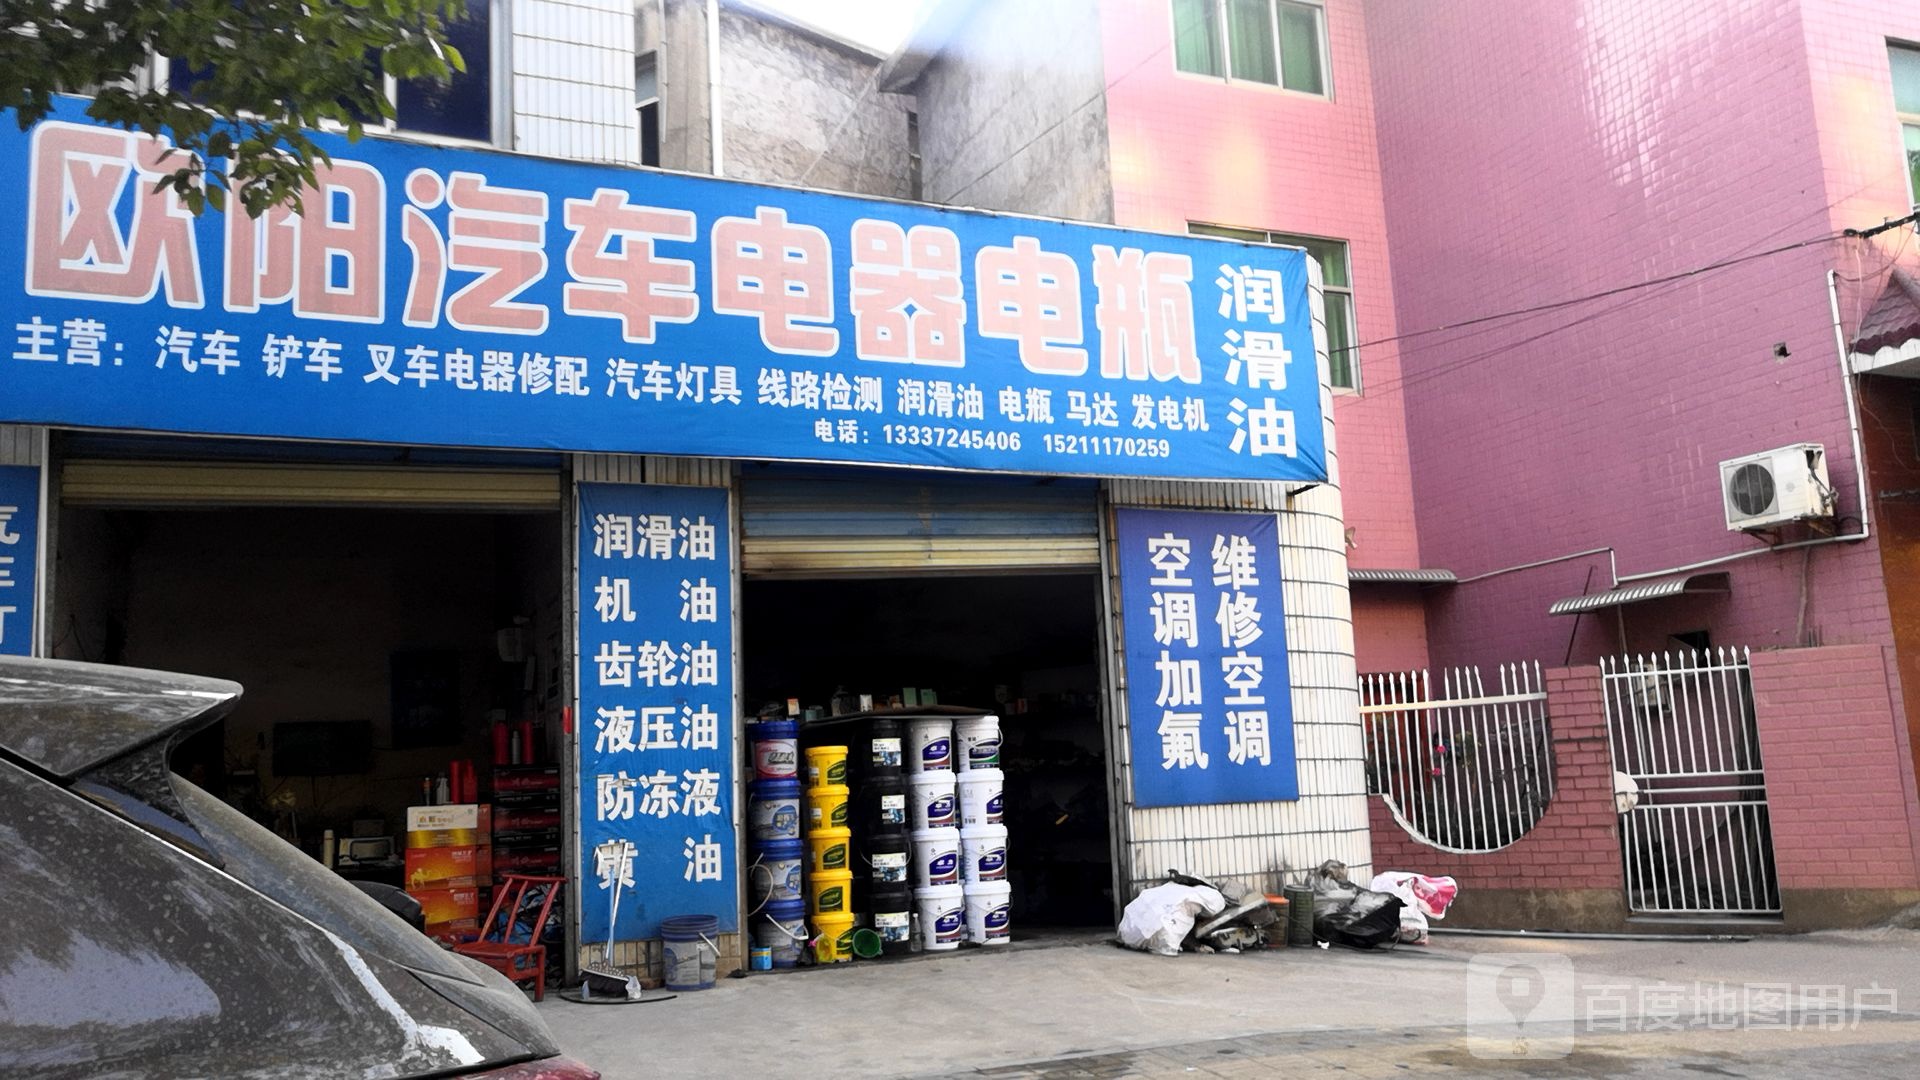 欧阳汽车电器电瓶
润滑油
主营：汽车 铲车 叉车电器修配 汽车灯具 线路检测 润滑油 电瓶 马达 发电机
电话：13337245406 15211170259
润滑油
机 油
齿轮油
液压油
防冻液
黄 油
维修空调
空调加氟
百度地图用户